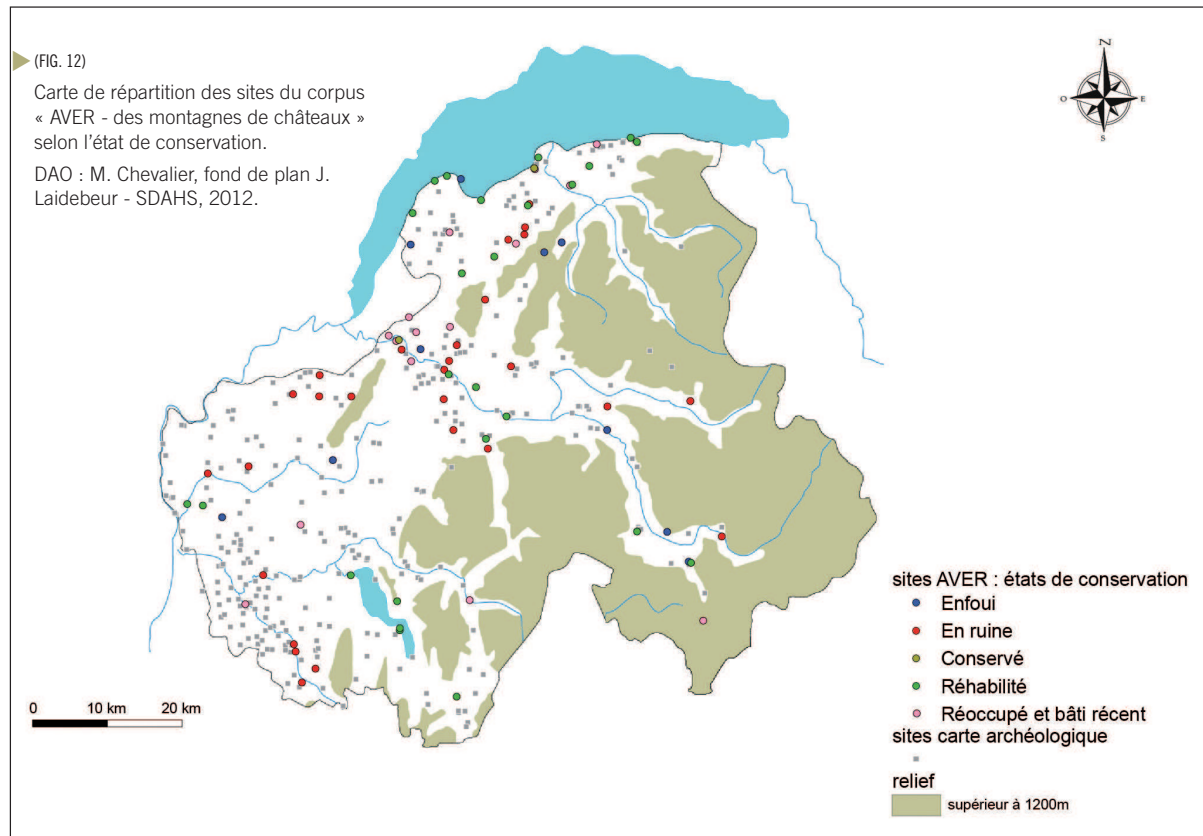 (FIG. 12)
Carte de répartition des sites du corpus
« AVER - des montagnes de châteaux »
selon l'état de conservation.
DAO : M. Chevalier, fond de plan J.
Laidebeur - SDAHS, 2012.
N
O
E
S
sites AVER : états de conservation
Enfoui
En ruine
Conservé
Réhabilité
Réoccupé et bâti récent
sites carte archéologique
relief
supérieur à 1200m
0 10 km 20 km